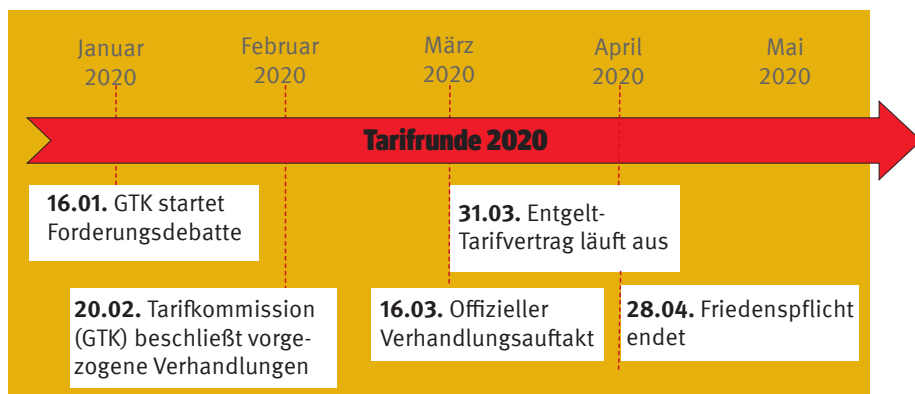 Januar
2020
Februar
2020
März
2020
April
2020
Mai
2020
Tarifrunde 2020
16.01. GTK startet
Forderungsdebatte
31.03. Entgelt-
Tarifvertrag läuft aus
20.02. Tarifkommission
(GTK) beschließt vorge-
zogene Verhandlungen
16.03. Offizieller
Verhandlungsauftakt
28.04. Friedenspflicht
endet